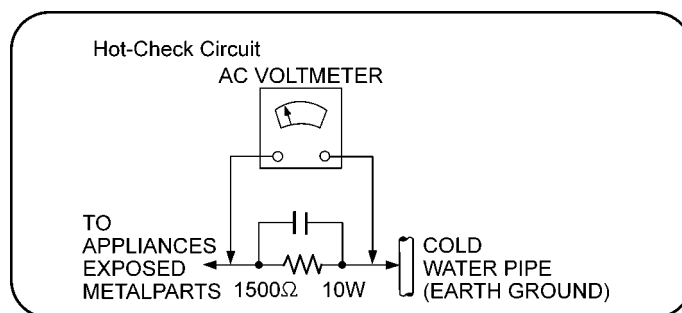 Hot-Check Circuit
AC VOLTMETER
TO
APPLIANCES
EXPOSED
METALPARTS
1500Ω
10W
COLD
WATER PIPE
(EARTH GROUND)